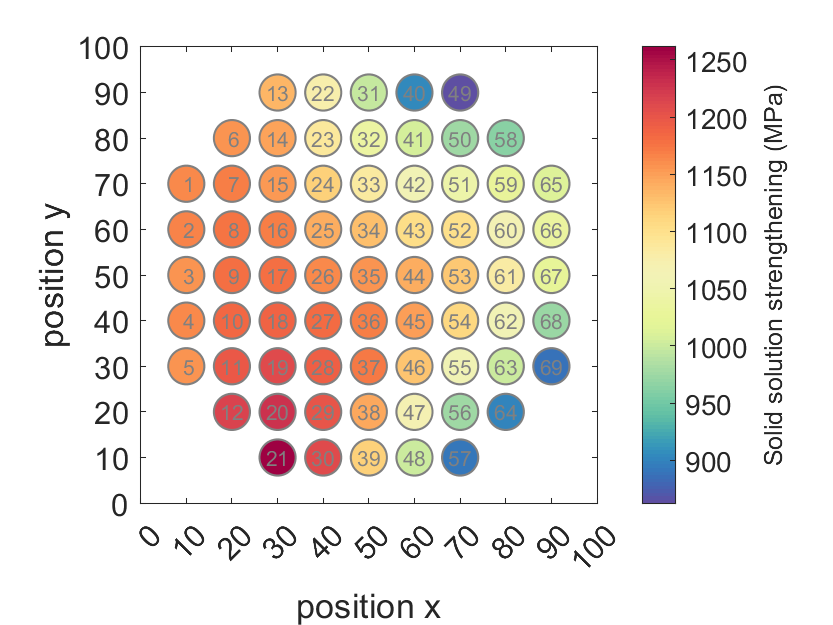 100
90
80
70
60
50
40
30
20
10
0
position y
13 22 31 40 49
6 14 23 32 41 50 58
1 7 15 24 33 42 51 59 65
2 8 16 25 34 43 52 60 66
3 9 17 26 35 44 53 61 67
4 10 18 27 36 45 54 62 68
5 11 19 28 37 46 55 63 69
12 20 29 38 47 56 64
21 30 39 48 57
0 10 20 30 40 50 60 70 80 90 100
position x
1250
1200
1150
1100
1050
1000
950
900
Solid solution strengthening (MPa)